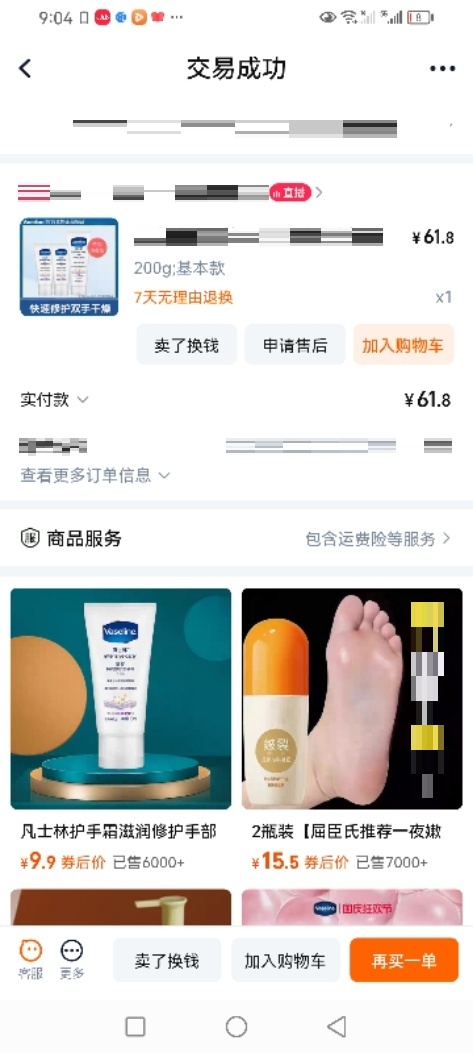 9:04
8
交易成功
直播
¥61.8
200g;基本款
7天无理由退换
x1
Vaseline
快速修护双手干燥
卖了换钱
申请售后
加入购物车
实付款
¥61.8
查看更多订单信息
商品服务
包含运费险等服务
Vaseline
皲裂
凡士林护手霜滋润修护手部
¥9.9 券后价 已售6000+
2瓶装【屈臣氏推荐一夜嫩
¥15.5 券后价 已售7000+
Vaseline 国庆狂欢节
客服
更多
卖了换钱
加入购物车
再买一单